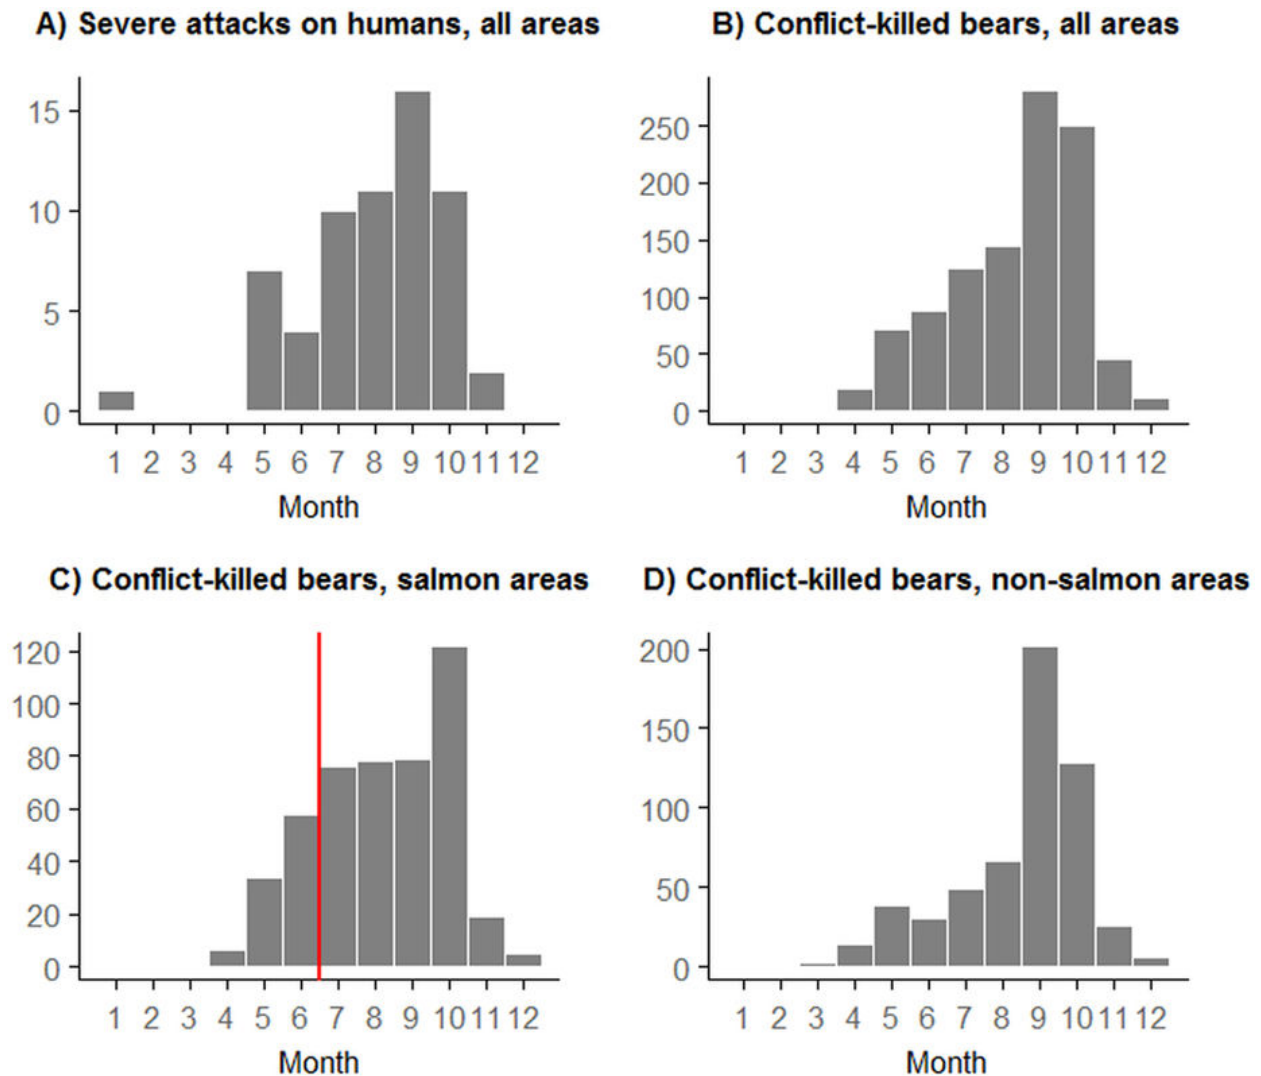 A) Severe attacks on humans, all areas
15
10
5
0
1 2 3 4 5 6 7 8 9 10 11 12
Month
B) Conflict-killed bears, all areas
250
200
150
100
50
0
1 2 3 4 5 6 7 8 9 10 11 12
Month
C) Conflict-killed bears, salmon areas
120
100
80
60
40
20
0
1 2 3 4 5 6 7 8 9 10 11 12
Month
D) Conflict-killed bears, non-salmon areas
200
150
100
50
0
1 2 3 4 5 6 7 8 9 10 11 12
Month